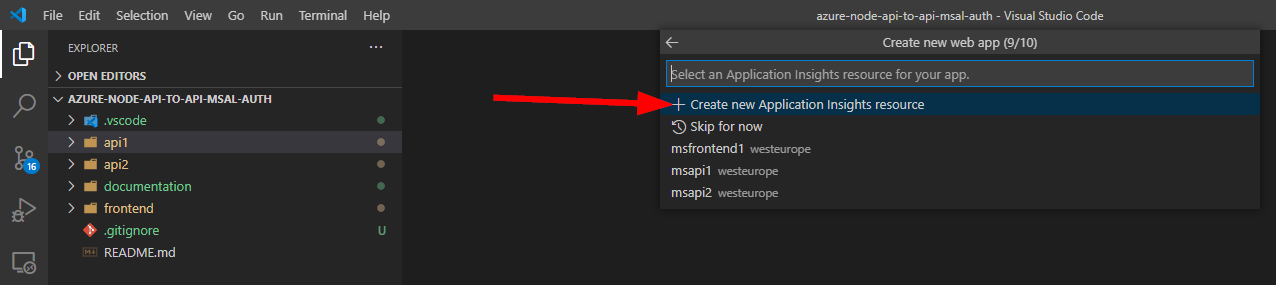 File Edit Selection View Go Run Terminal Help azure-node-api-to-api-msal-auth - Visual Studio Code
EXPLORER ···
OPEN EDITORS
AZURE-NODE-API-TO-API-MSAL-AUTH
.vscode
api1
api2
documentation
frontend
.gitignore U
README.md
16
Create new web app (9/10)
Select an Application Insights resource for your app.
Create new Application Insights resource
Skip for now
msfrontend1 westeurope
msapi1 westeurope
msapi2 westeurope